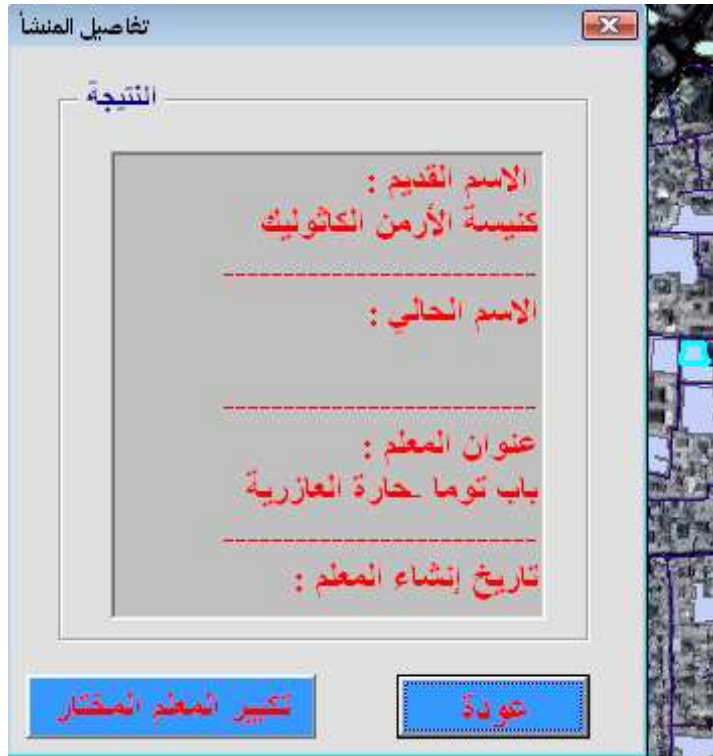 تفاصيل المنشأ
النتيجة
الاسم القديم :
كنيسة الأرمن الكاثوليك
--------------------------
الاسم الحالي :
--------------------------
عنوان المعلم :
باب توما ـحارة العازرية
--------------------------
تاريخ إنشاء المعلم :
عودة
تكبير المعلم المختار